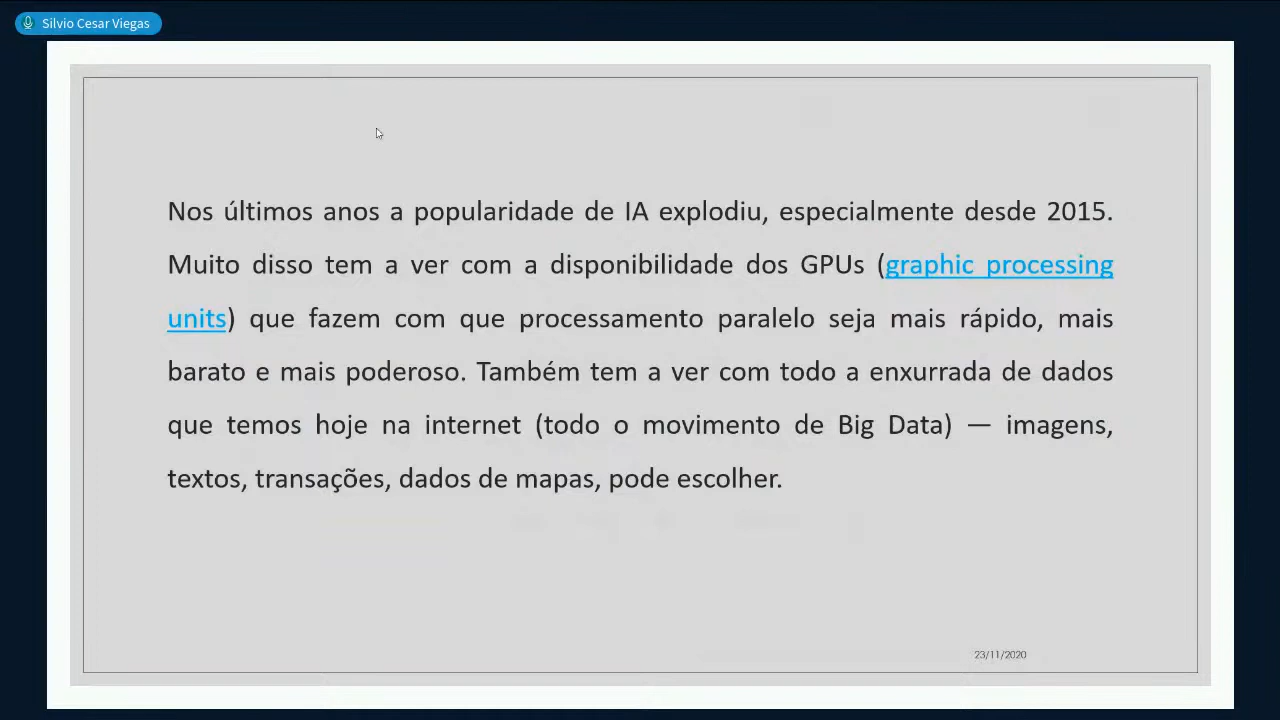 Silvio Cesar Viegas
Nos últimos anos a popularidade de IA explodiu, especialmente desde 2015.
Muito disso tem a ver com a disponibilidade dos GPUs (graphic processing
units) que fazem com que processamento paralelo seja mais rápido, mais
barato e mais poderoso. Também tem a ver com todo a enxurrada de dados
que temos hoje na internet (todo o movimento de Big Data) — imagens,
textos, transações, dados de mapas, pode escolher.
23/11/2020